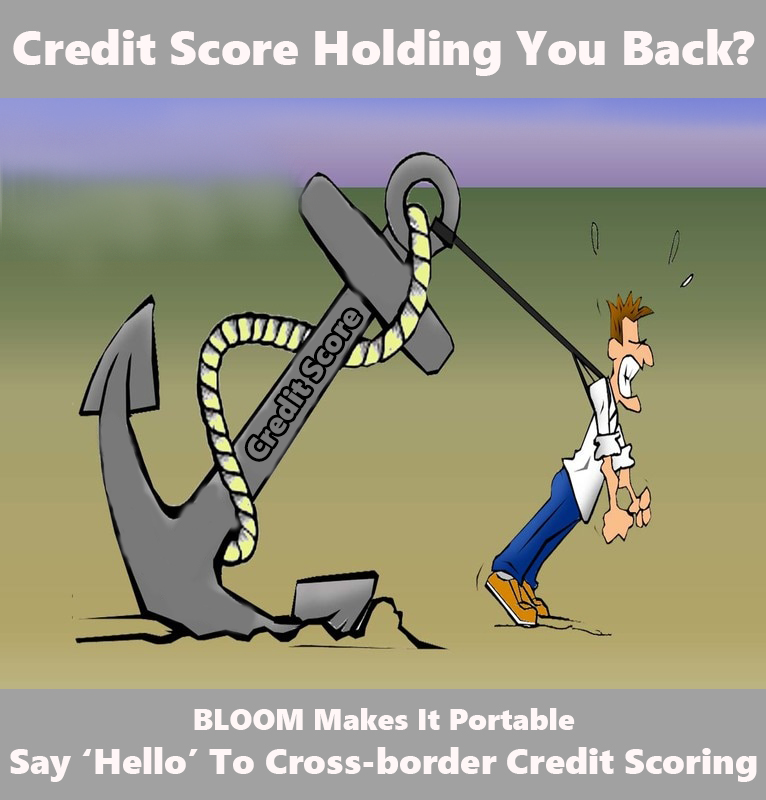 Credit Score Holding You Back?
Credit Score
BLOOM Makes It Portable
Say ‘Hello’ To Cross-border Credit Scoring